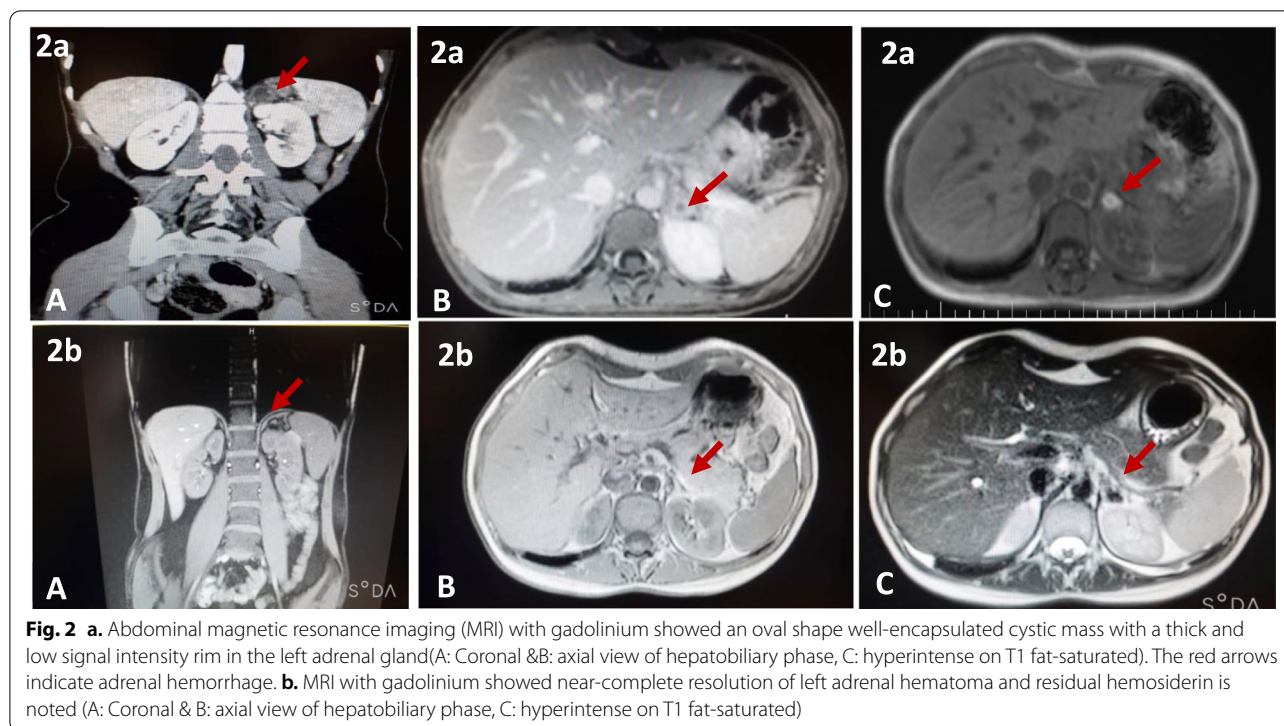 2a
2a
2a
A
S°DA
B
C
2b
H
2b
2b
A
S°DA
B
C
S°DA
Fig. 2 a. Abdominal magnetic resonance imaging (MRI) with gadolinium showed an oval shape well-encapsulated cystic mass with a thick and
low signal intensity rim in the left adrenal gland(A: Coronal &B: axial view of hepatobiliary phase, C: hyperintense on T1 fat-saturated). The red arrows
indicate adrenal hemorrhage. b. MRI with gadolinium showed near-complete resolution of left adrenal hematoma and residual hemosiderin is
noted (A: Coronal & B: axial view of hepatobiliary phase, C: hyperintense on T1 fat-saturated)